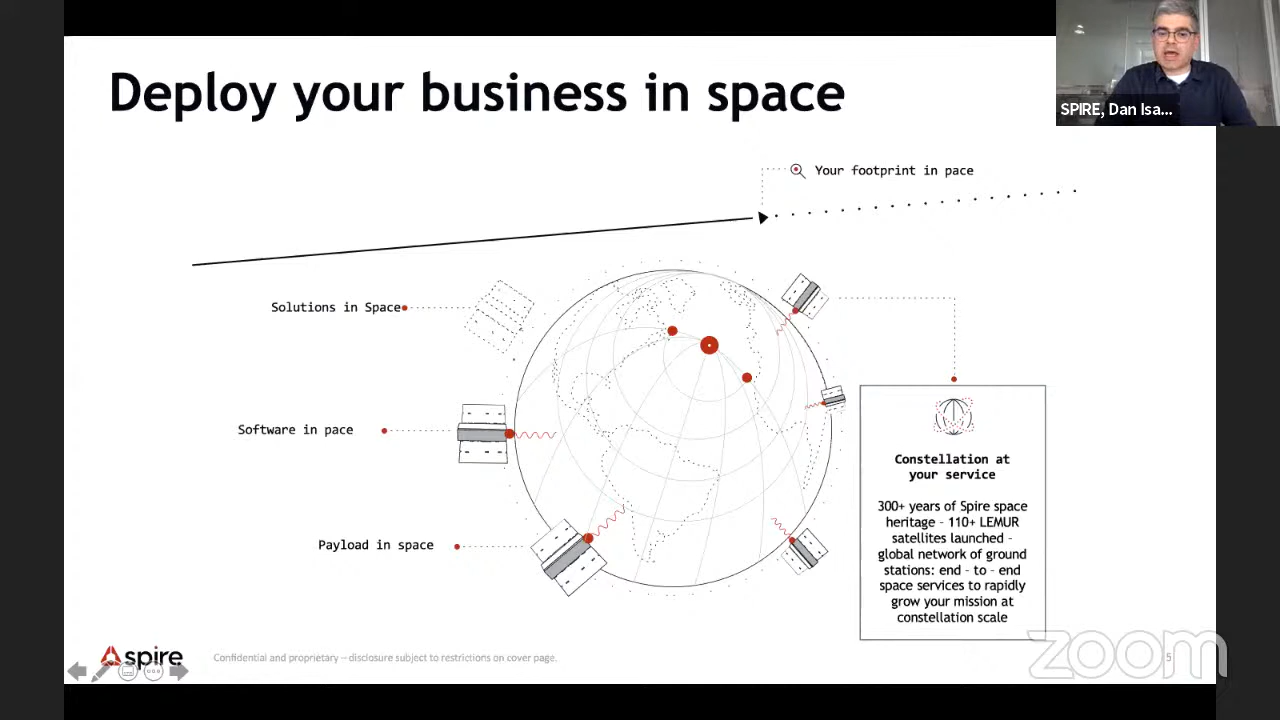 Deploy your business in space
SPIRE, Dan Isa...
Your footprint in pace
Solutions in Space
Software in pace
Payload in space
Constellation at
your service
300+ years of Spire space
heritage - 110+ LEMUR
satellites launched -
global network of ground
stations: end - to - end
space services to rapidly
grow your mission at
constellation scale
spire
Confidential and proprietary – disclosure subject to restrictions on cover page.
5
zoom